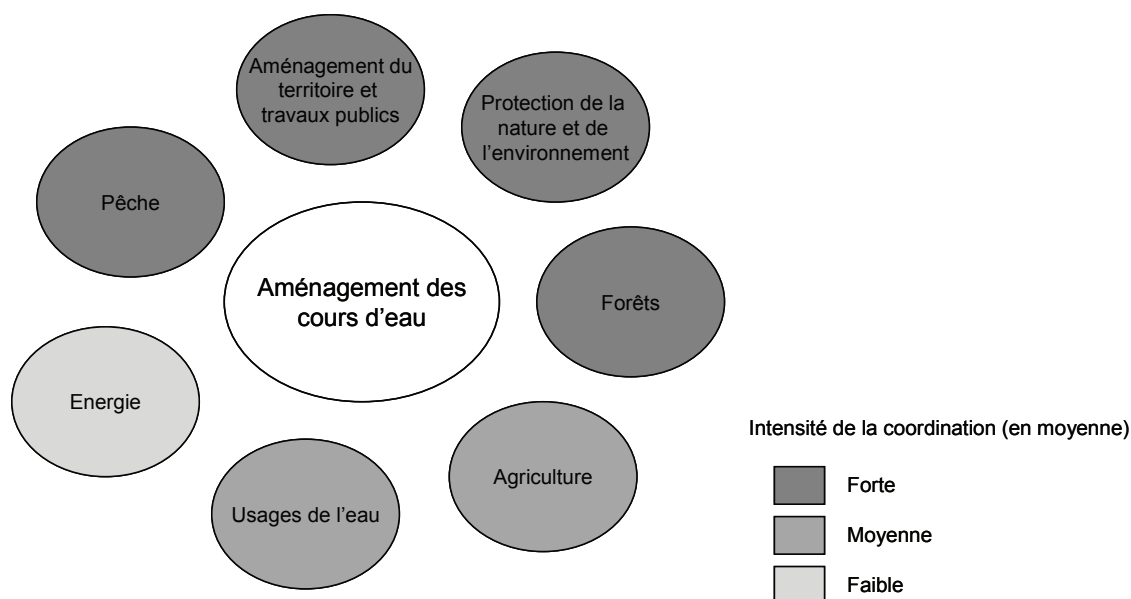 Aménagement du
territoire et
travaux publics
Protection de la
nature et de
l'environnement
Pêche
Aménagement des
cours d'eau
Forêts
Energie
Agriculture
Usages de l'eau
Intensité de la coordination (en moyenne)
Forte
Moyenne
Faible